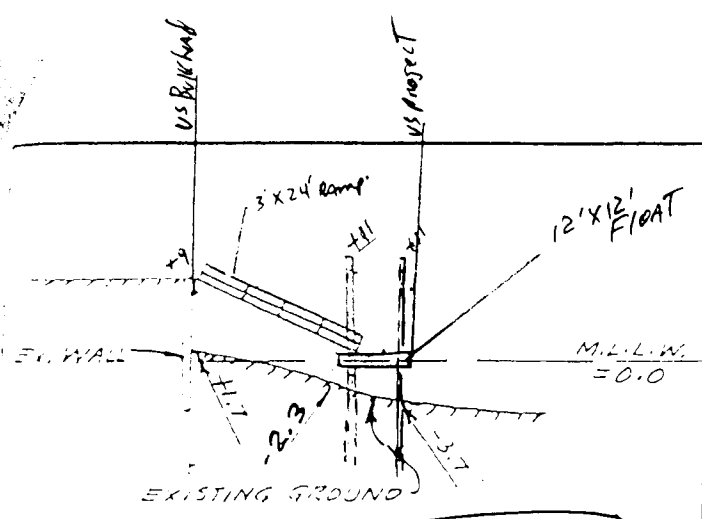 US Bulkhead
US project
3'X24' Ramp
+11
+11
12'X12'
FLOAT
+9
EX. WALL
M.L.L.W.
=0.0
+1.7
-2.3
-3.7
EXISTING GROUND